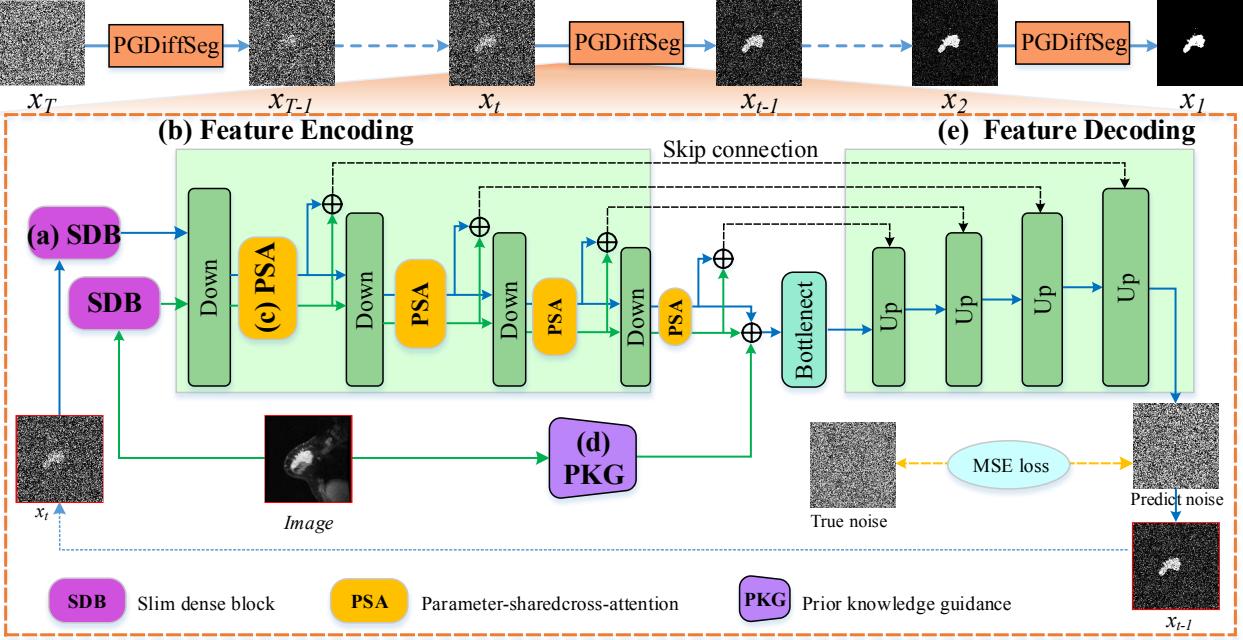 PGDiffSeg PGDiffSeg PGDiffSeg
x_T x_{T-1} x_t x_{t-1} x_2 x_1
(b) Feature Encoding (e) Feature Decoding
Skip connection
(a) SDB
SDB
Down
(c) PSA
Down
PSA
Down
PSA
Down
PSA
Bottlenect
Up
Up
Up
Up
(d)
PKG
MSE loss
x_t
Image
True noise
Predict noise
x_{t-1}
SDB Slim dense block
PSA Parameter-sharedcross-attention
PKG Prior knowledge guidance